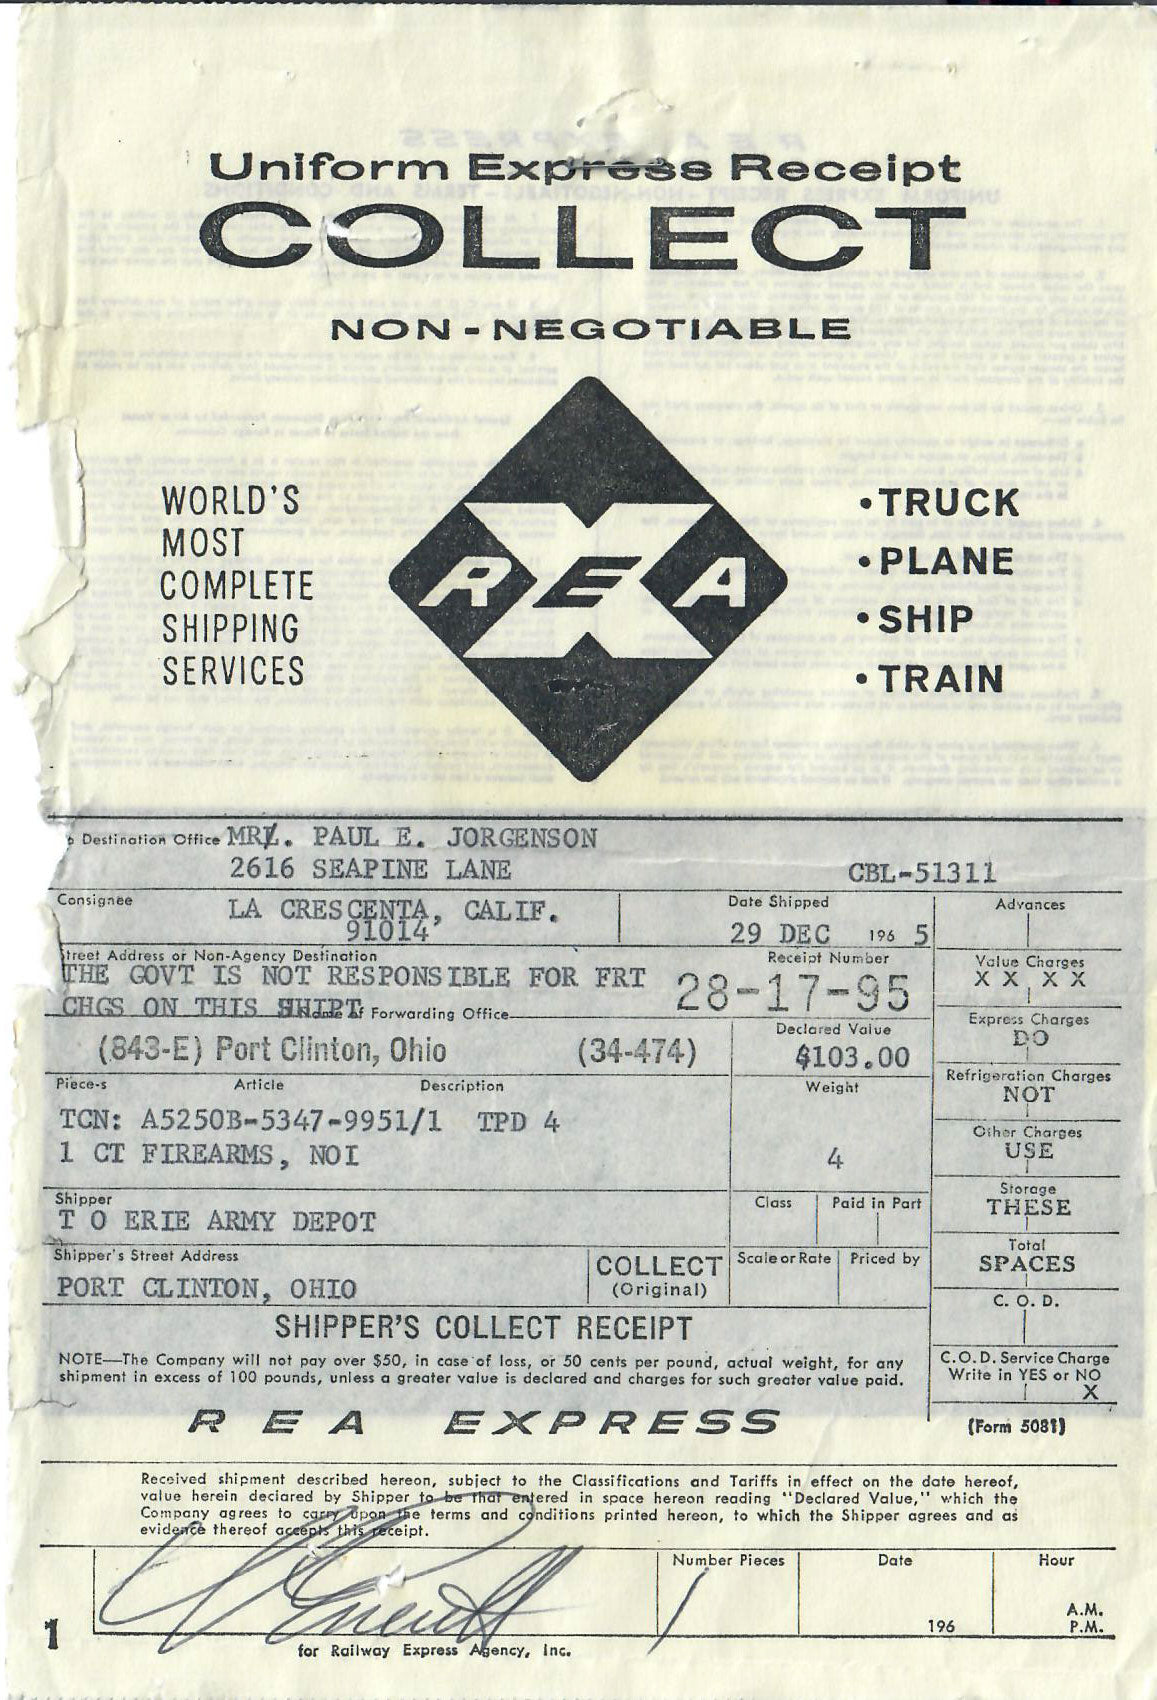 Uniform Express Receipt
COLLECT
NON-NEGOTIABLE
WORLD'S
MOST
COMPLETE
SHIPPING
SERVICES
REA
• TRUCK
• PLANE
• SHIP
• TRAIN
Destination Office MR. PAUL E. JORGENSON
2616 SEAPINE LANE CBL-51311
Consignee LA CRESCENTA, CALIF.
91014
Date Shipped
29 DEC 1965
Advances
Street Address or Non-Agency Destination
THE GOVT IS NOT RESPONSIBLE FOR FRT
CHGS ON THIS SHIPT
Receipt Number
28-17-95
Value Charges
X X X X
of Forwarding Office
(843-E) Port Clinton, Ohio (34-474)
Declared Value
$103.00
Express Charges
DO
Piece-s Article Description
Weight
Refrigeration Charges
NOT
TCN: A5250B-5347-9951/1 TPD 4
1 CT FIREARMS, NOI 4
Other Charges
USE
Shipper
T O ERIE ARMY DEPOT
Class Paid in Part
Storage
THESE
Shipper's Street Address
PORT CLINTON, OHIO
COLLECT
(Original)
Scale or Rate Priced by
Total
SPACES
C. O. D.
SHIPPER'S COLLECT RECEIPT
NOTE—The Company will not pay over $50, in case of loss, or 50 cents per pound, actual weight, for any
shipment in excess of 100 pounds, unless a greater value is declared and charges for such greater value paid.
C.O.D. Service Charge
Write in YES or NO
X
REA EXPRESS
(Form 5081)
Received shipment described hereon, subject to the Classifications and Tariffs in effect on the date hereof,
value herein declared by Shipper to be that entered in space hereon reading "Declared Value," which the
Company agrees to carry upon the terms and conditions printed hereon, to which the Shipper agrees and as
evidence thereof accepts this receipt.
Number Pieces Date Hour
1
196
A.M.
P.M.
1
for Railway Express Agency, Inc.